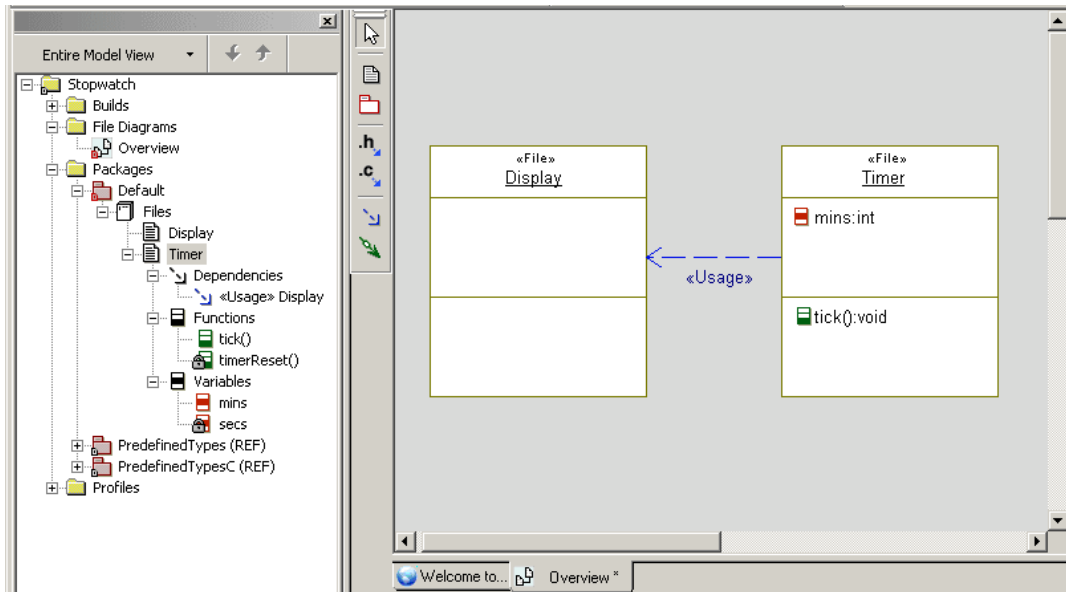 Entire Model View
Stopwatch
Builds
File Diagrams
Overview
Packages
Default
Files
Display
Timer
Dependencies
«Usage» Display
Functions
tick()
timerReset()
Variables
mins
secs
PredefinedTypes (REF)
PredefinedTypesC (REF)
Profiles
.h
.c
«File»
Display
«File»
Timer
mins:int
«Usage»
tick():void
Welcome to...
Overview *